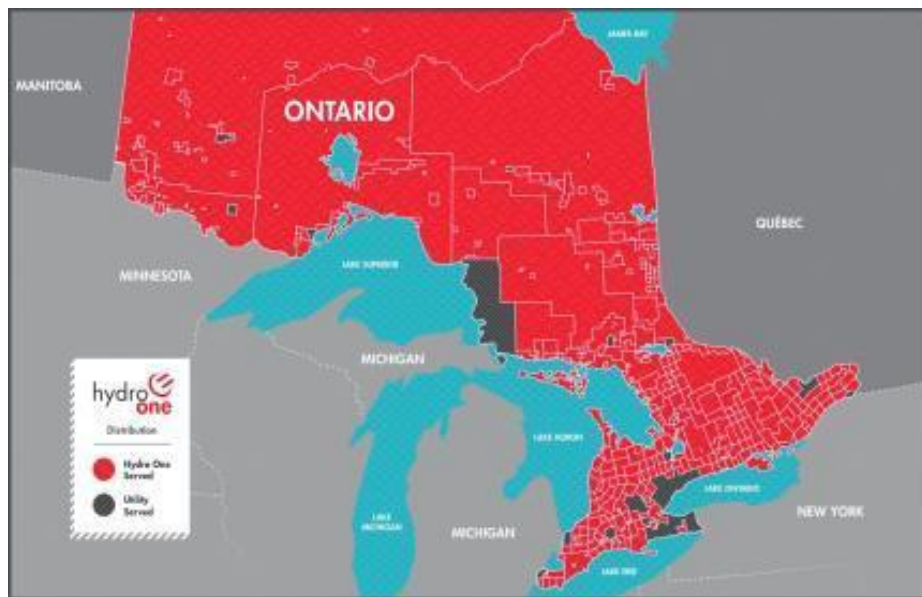 JAMES BAY
MANITOBA
ONTARIO
QUÉBEC
LAKE SUPERIOR
MINNESOTA
MICHIGAN
hydro
one
Distribution
Hydro One
Served
Utility
Served
LAKE HURON
LAKE ONTARIO
NEW YORK
LAKE
MICHIGAN
MICHIGAN
LAKE ERIE